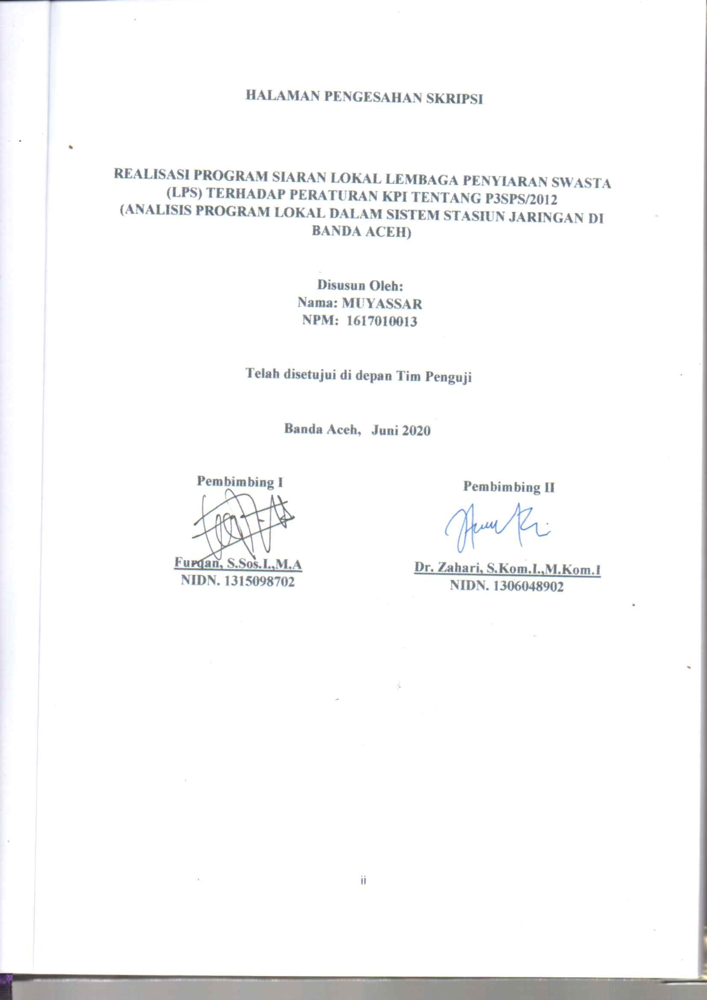 HALAMAN PENGESAHAN SKRIPSI
REALISASI PROGRAM SIARAN LOKAL LEMBAGA PENYIARAN SWASTA
(LPS) TERHADAP PERATURAN KPI TENTANG P3SPS/2012
(ANALISIS PROGRAM LOKAL DALAM SISTEM STASIUN JARINGAN DI
BANDA ACEH)
Disusun Oleh:
Nama: MUYASSAR
NPM: 1617010013
Telah disetujui di depan Tim Penguji
Banda Aceh, Juni 2020
Pembimbing I
Pembimbing II
Furqan, S.Sos.I.,M.A
NIDN. 1315098702
Dr. Zahari, S.Kom.I.,M.Kom.I
NIDN. 1306048902
ii